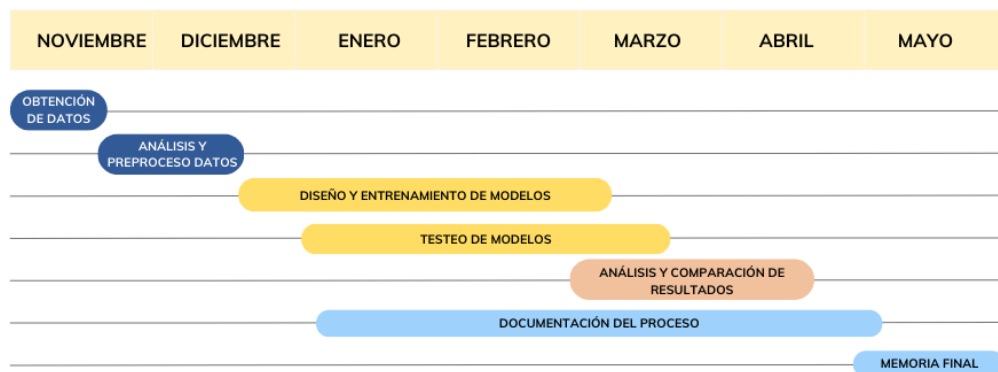 NOVIEMBRE DICIEMBRE ENERO FEBRERO MARZO ABRIL MAYO
OBTENCIÓN
DE DATOS
ANÁLISIS Y
PREPROCESO DATOS
DISEÑO Y ENTRENAMIENTO DE MODELOS
TESTEO DE MODELOS
ANÁLISIS Y COMPARACIÓN DE
RESULTADOS
DOCUMENTACIÓN DEL PROCESO
MEMORIA FINAL